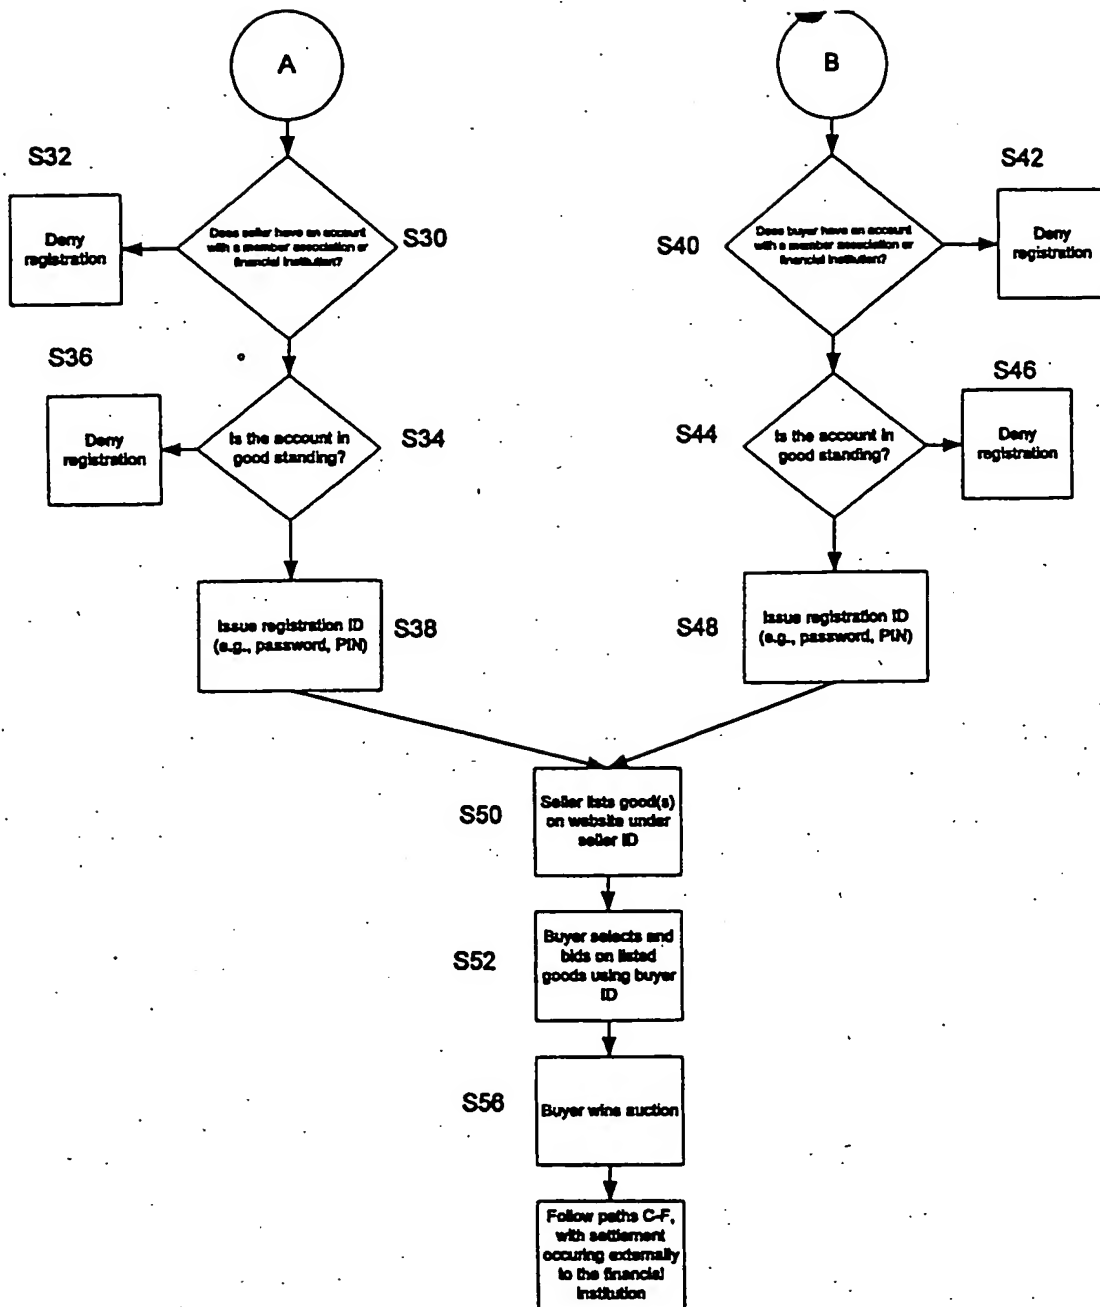 A
B
S32
Deny
registration
Does seller have an account
with a member association or
financial institution?
S30
S40
Does buyer have an account
with a member association or
financial institution?
S42
Deny
registration
S36
Deny
registration
Is the account in
good standing?
S34
S44
Is the account in
good standing?
S46
Deny
registration
Issue registration ID
(e.g., password, PIN)
S38
S48
Issue registration ID
(e.g., password, PIN)
S50
Seller lists good(s)
on website under
seller ID
S52
Buyer selects and
bids on listed
goods using buyer
ID
S56
Buyer wins auction
Follow paths C-F,
with settlement
occuring externally
to the financial
institution